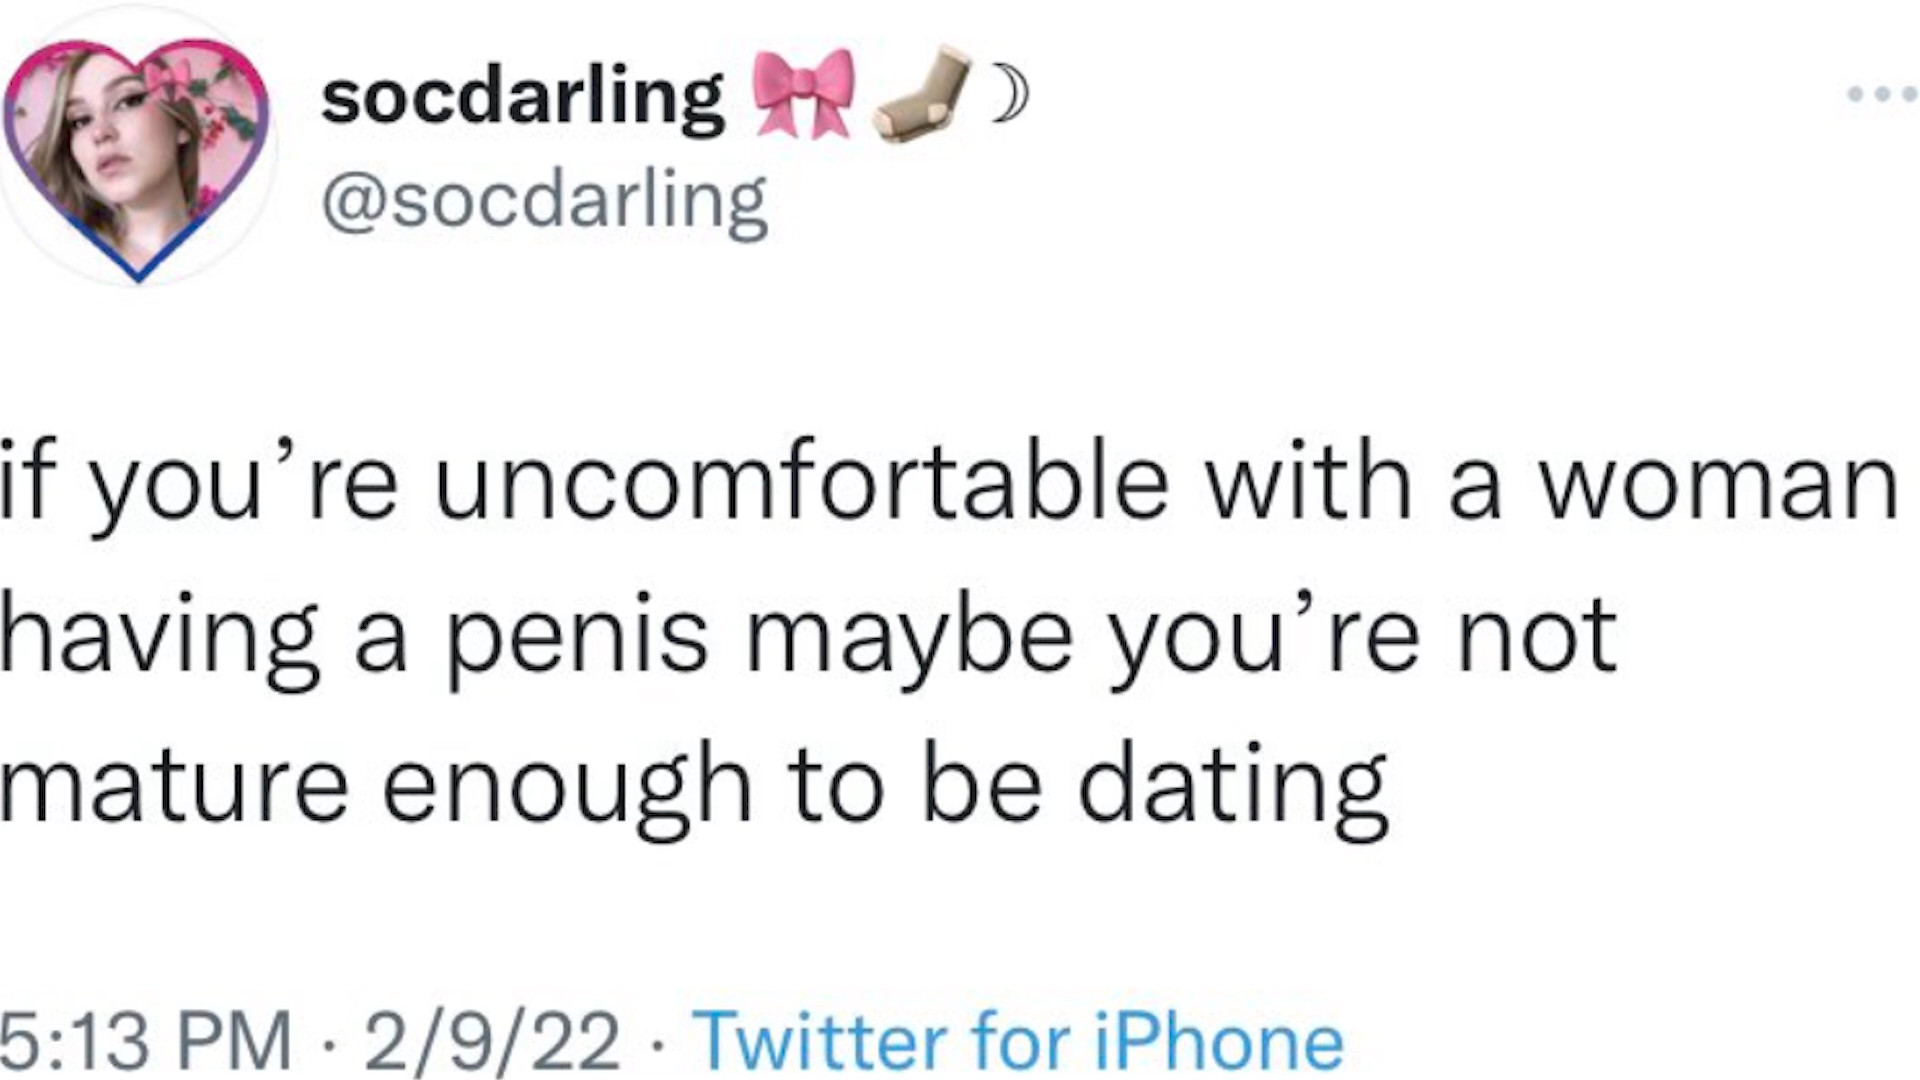 socdarling 🎀🧦☽
@socdarling
if you’re uncomfortable with a woman
having a penis maybe you’re not
mature enough to be dating
5:13 PM · 2/9/22 · Twitter for iPhone